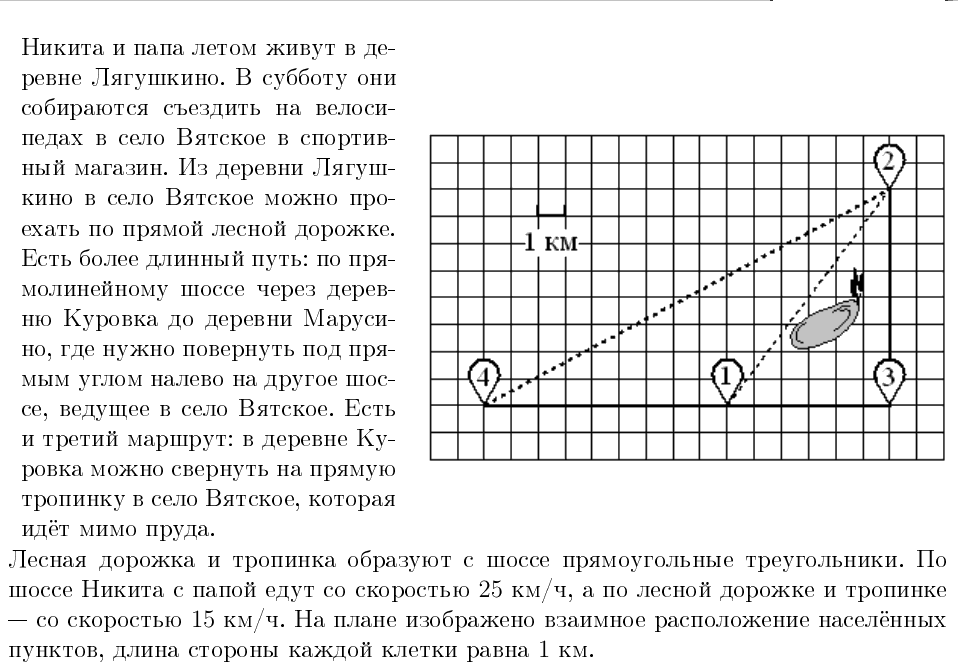 Никита и папа летом живут в де-
ревне Лягушкино. В субботу они
собираются съездить на велоси-
педах в село Вятское в спортив-
ный магазин. Из деревни Лягуш-
кино в село Вятское можно про-
ехать по прямой лесной дорожке.
Есть более длинный путь: по пря-
молинейному шоссе через дерев-
ню Куровка до деревни Маруси-
но, где нужно повернуть под пря-
мым углом налево на другое шос-
се, ведущее в село Вятское. Есть
и третий маршрут: в деревне Ку-
ровка можно свернуть на прямую
тропинку в село Вятское, которая
идёт мимо пруда.
2
1 км
4
1
3
Лесная дорожка и тропинка образуют с шоссе прямоугольные треугольники. По
шоссе Никита с папой едут со скоростью 25 км/ч, а по лесной дорожке и тропинке
— со скоростью 15 км/ч. На плане изображено взаимное расположение населённых
пунктов, длина стороны каждой клетки равна 1 км.